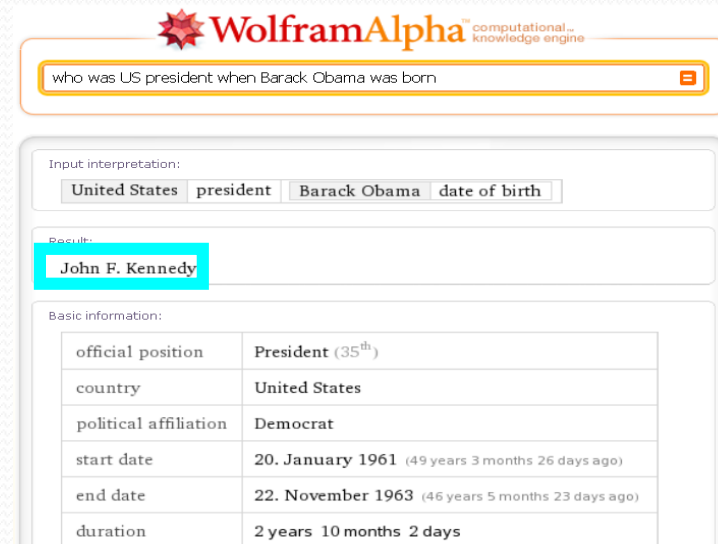 WolframAlpha™ computational... knowledge engine
who was US president when Barack Obama was born
Input interpretation:
United States president Barack Obama date of birth
Result:
John F. Kennedy
Basic information:
official position President (35th)
country United States
political affiliation Democrat
start date 20. January 1961 (49 years 3 months 26 days ago)
end date 22. November 1963 (46 years 5 months 23 days ago)
duration 2 years 10 months 2 days